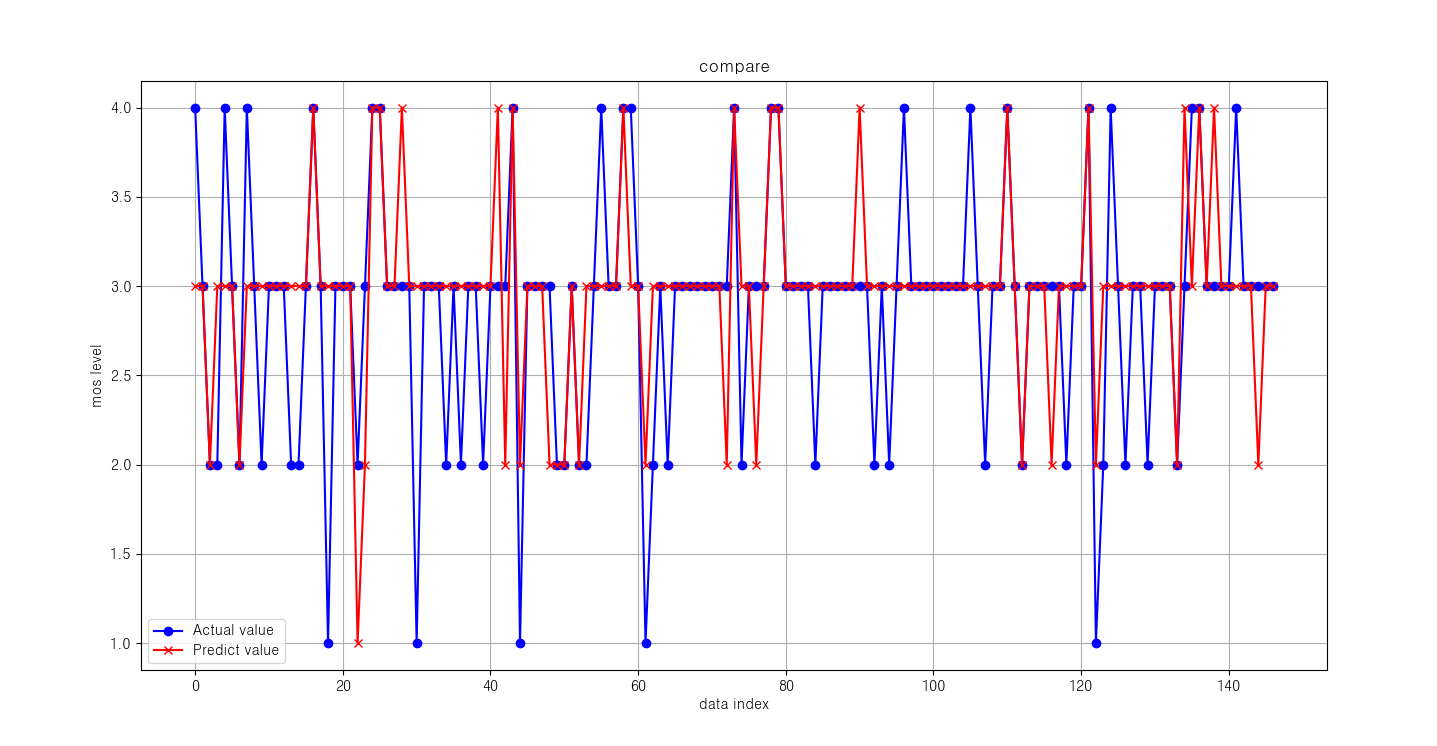 compare
4.0
3.5
3.0
2.5
2.0
1.5
1.0
mos level
Actual value
Predict value
0 20 40 60 80 100 120 140
data index